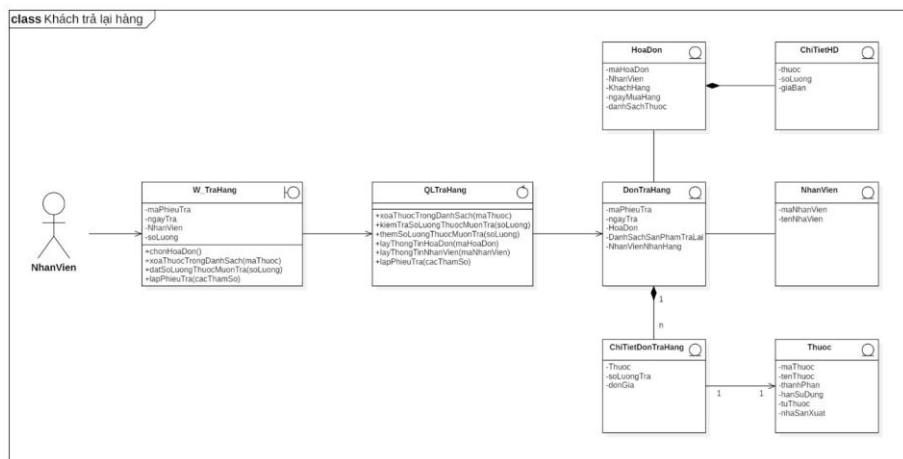 class Khách trả lại hàng
HoaDon
-maHoaDon
-NhanVien
-KhachHang
-ngayMuaHang
-danhSachThuoc
ChiTietHD
-thuoc
-soLuong
-giaBan
NhanVien
W_TraHang
-maPhieuTra
-ngayTra
-NhanVien
-soLuong
+chonHoaDon()
+xoaThuocTrongDanhSach(maThuoc)
+datSoLuongThuocMuonTra(soLuong)
+lapPhieuTra(cacThamSo)
QLTraHang
+xoaThuocTrongDanhSach(maThuoc)
+kiemTraSoLuongThuocMuonTra(soLuong)
+themSoLuongThuocMuonTra(soLuong)
+layThongTinHoaDon(maHoaDon)
+layThongTinNhanVien(maNhanVien)
+lapPhieuTra(cacThamSo)
DonTraHang
-maPhieuTra
-ngayTra
-HoaDon
-DanhSachSanPhamTraLai
-NhanVienNhanHang
NhanVien
-maNhanVien
-tenNhaVien
1
n
ChiTietDonTraHang
-Thuoc
-soLuongTra
-donGia
1
1
Thuoc
-maThuoc
-tenThuoc
-thanhPhan
-hanSuDung
-tuThuoc
-nhaSanXuat